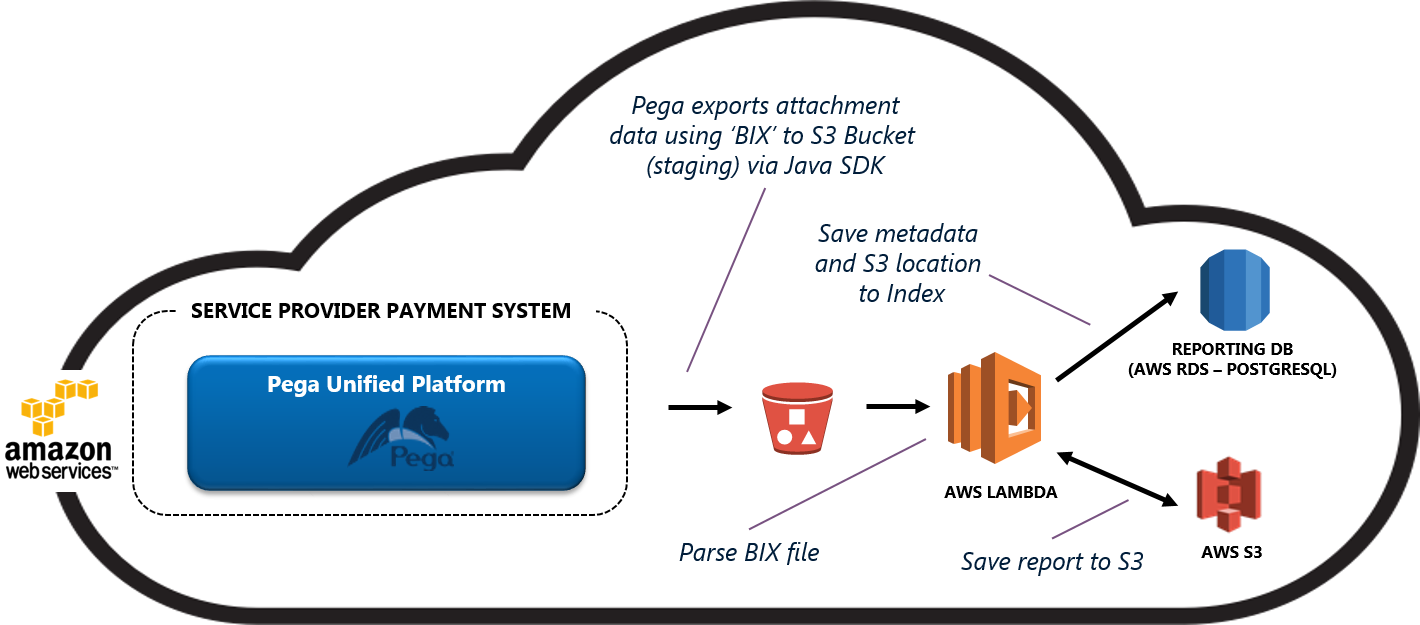 Pega exports attachment
data using ‘BIX’ to S3 Bucket
(staging) via Java SDK
Save metadata
and S3 location
to Index
SERVICE PROVIDER PAYMENT SYSTEM
Pega Unified Platform
Pega
amazon
web services™
REPORTING DB
(AWS RDS – POSTGRESQL)
AWS LAMBDA
Parse BIX file
Save report to S3
AWS S3